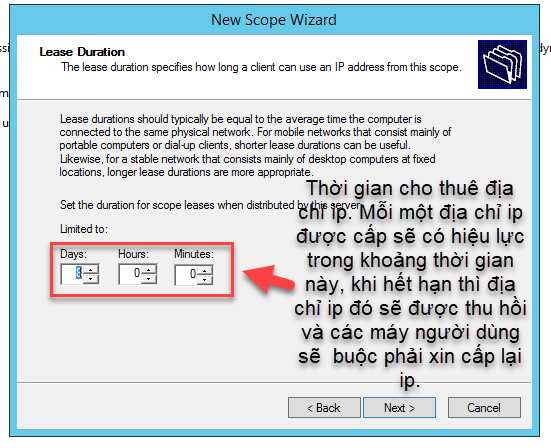 New Scope Wizard
Lease Duration
The lease duration specifies how long a client can use an IP address from this scope.
Lease durations should typically be equal to the average time the computer is
connected to the same physical network. For mobile networks that consist mainly of
portable computers or dial-up clients, shorter lease durations can be useful.
Likewise, for a stable network that consists mainly of desktop computers at fixed
locations, longer lease durations are more appropriate.
Set the duration for scope leases when distributed by this server.
Limited to:
Days: Hours: Minutes:
0 0
Thời gian cho thuê địa
chỉ ip. Mỗi một địa chỉ ip
được cấp sẽ có hiệu lực
trong khoảng thời gian
này, khi hết hạn thì địa
chỉ ip đó sẽ được thu hồi
và các máy người dùng
sẽ buộc phải xin cấp lại
ip.
< Back Next > Cancel